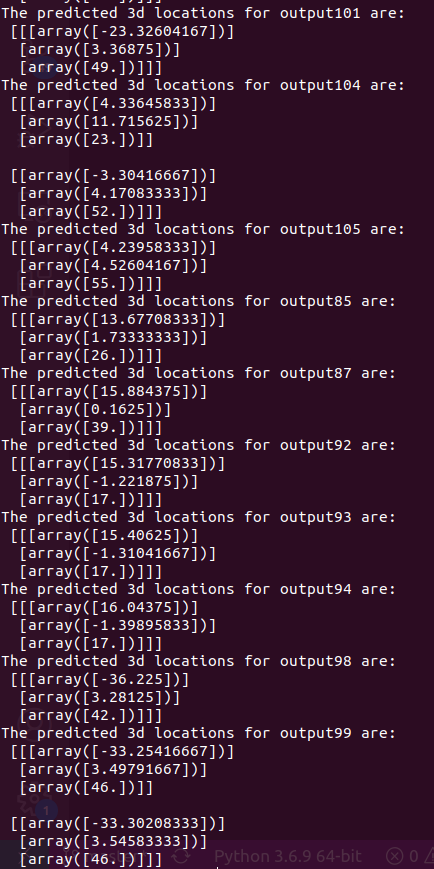 The predicted 3d locations for output101 are:
[[[array([-23.32604167])]
[array([3.36875])]
[array([49.])]]]
The predicted 3d locations for output104 are:
[[[array([4.33645833])]
[array([11.715625])]
[array([23.])]]
[[array([-3.30416667])]
[array([4.17083333])]
[array([52.])]]]
The predicted 3d locations for output105 are:
[[[array([4.23958333])]
[array([4.52604167])]
[array([55.])]]]
The predicted 3d locations for output85 are:
[[[array([13.67708333])]
[array([1.73333333])]
[array([26.])]]]
The predicted 3d locations for output87 are:
[[[array([15.884375])]
[array([0.1625])]
[array([39.])]]]
The predicted 3d locations for output92 are:
[[[array([15.31770833])]
[array([-1.221875])]
[array([17.])]]]
The predicted 3d locations for output93 are:
[[[array([15.40625])]
[array([-1.31041667])]
[array([17.])]]]
The predicted 3d locations for output94 are:
[[[array([16.04375])]
[array([-1.39895833])]
[array([17.])]]]
The predicted 3d locations for output98 are:
[[[array([-36.225])]
[array([3.28125])]
[array([42.])]]]
The predicted 3d locations for output99 are:
[[[array([-33.25416667])]
[array([3.49791667])]
[array([46.])]]
1
[[array([-33.30208333])]
[array([3.54583333])]
[array([46.])]]]
Python 3.6.9 64-bit 0